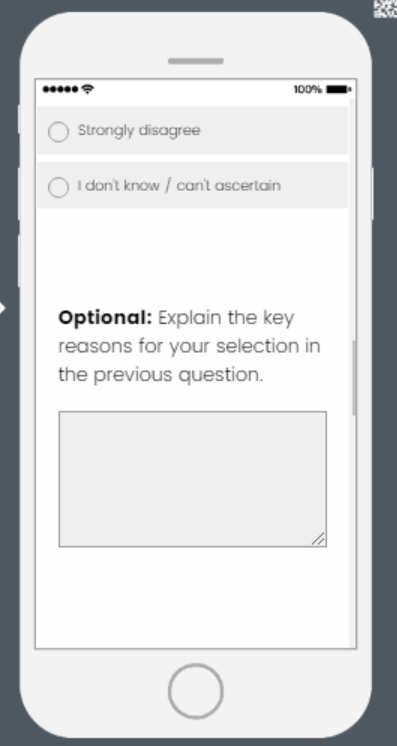 100%
Strongly disagree
I don't know / can't ascertain
Optional: Explain the key
reasons for your selection in
the previous question.